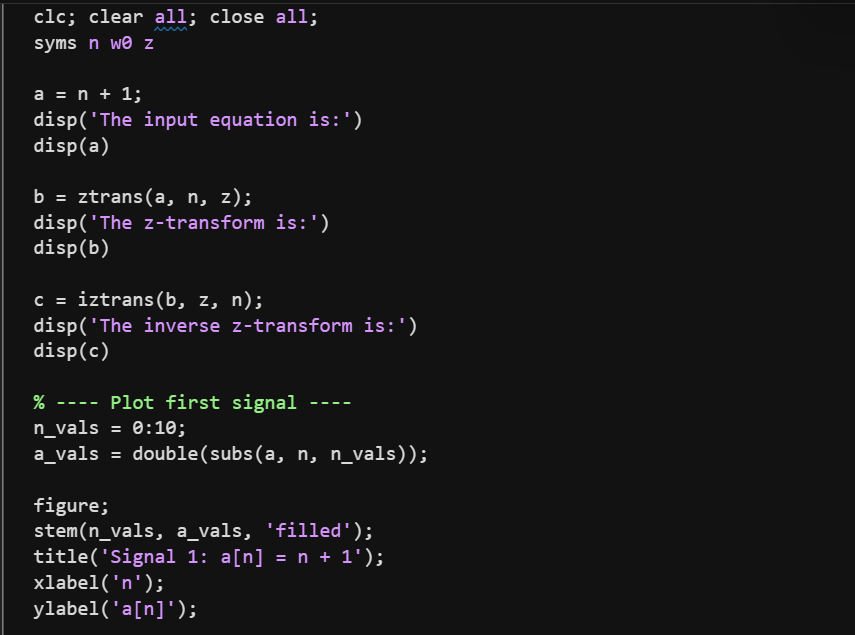 clc; clear all; close all;
syms n w0 z
a = n + 1;
disp('The input equation is:')
disp(a)
b = ztrans(a, n, z);
disp('The z-transform is:')
disp(b)
c = iztrans(b, z, n);
disp('The inverse z-transform is:')
disp(c)
% ---- Plot first signal ----
n_vals = 0:10;
a_vals = double(subs(a, n, n_vals));
figure;
stem(n_vals, a_vals, 'filled');
title('Signal 1: a[n] = n + 1');
xlabel('n');
ylabel('a[n]');